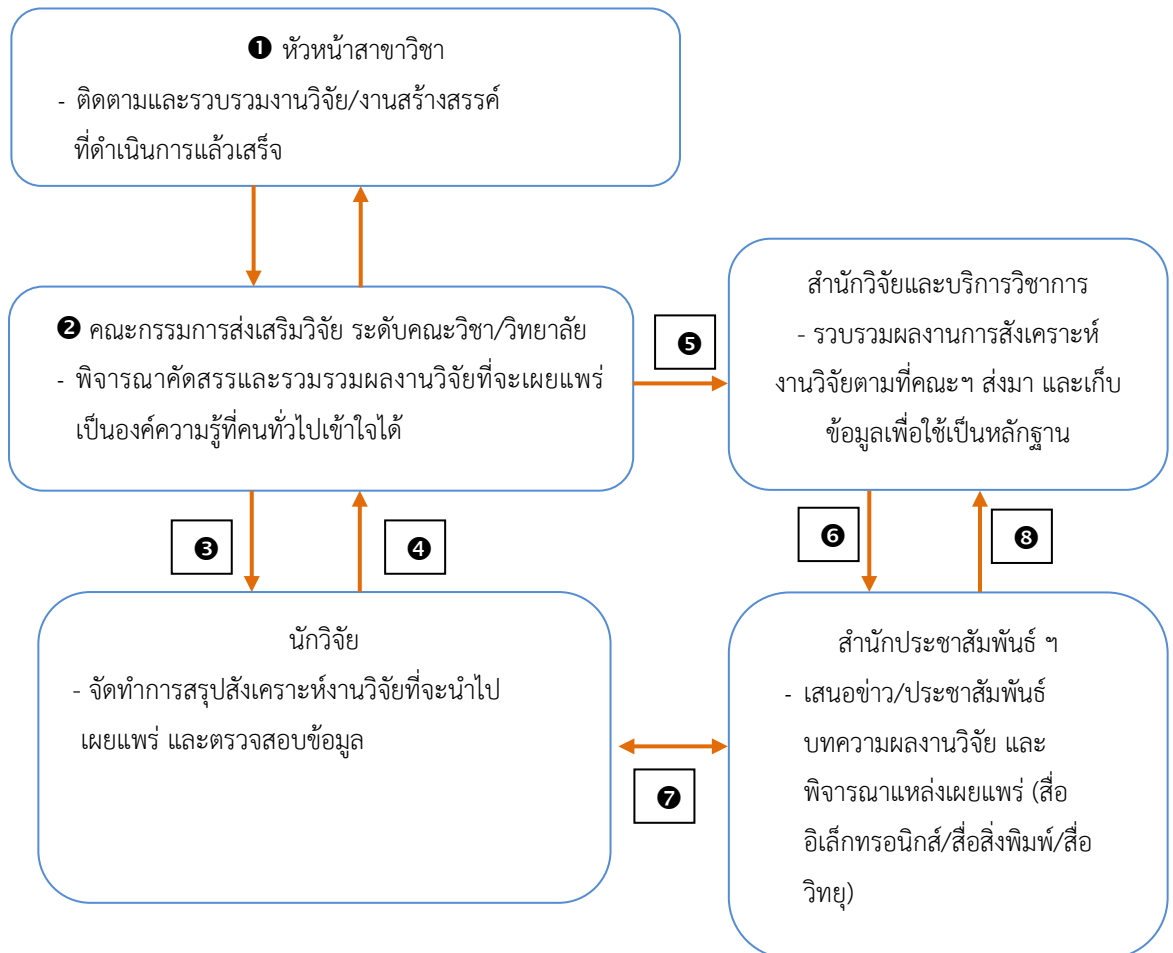 ❶ หัวหน้าสาขาวิชา
- ติดตามและรวบรวมงานวิจัย/งานสร้างสรรค์
ที่ดำเนินการแล้วเสร็จ
❷ คณะกรรมการส่งเสริมวิจัย ระดับคณะวิชา/วิทยาลัย
- พิจารณาคัดสรรและรวมรวมผลงานวิจัยที่จะเผยแพร่
เป็นองค์ความรู้ที่คนทั่วไปเข้าใจได้
❺
สำนักวิจัยและบริการวิชาการ
- รวบรวมผลงานการสังเคราะห์
งานวิจัยตามที่คณะฯ ส่งมา และเก็บ
ข้อมูลเพื่อใช้เป็นหลักฐาน
❸
❹
❻
❽
นักวิจัย
- จัดทำการสรุปสังเคราะห์งานวิจัยที่จะนำไป
เผยแพร่ และตรวจสอบข้อมูล
❼
สำนักประชาสัมพันธ์ ฯ
- เสนอข่าว/ประชาสัมพันธ์
บทความผลงานวิจัย และ
พิจารณาแหล่งเผยแพร่ (สื่อ
อิเล็กทรอนิกส์/สื่อสิ่งพิมพ์/สื่อ
วิทยุ)